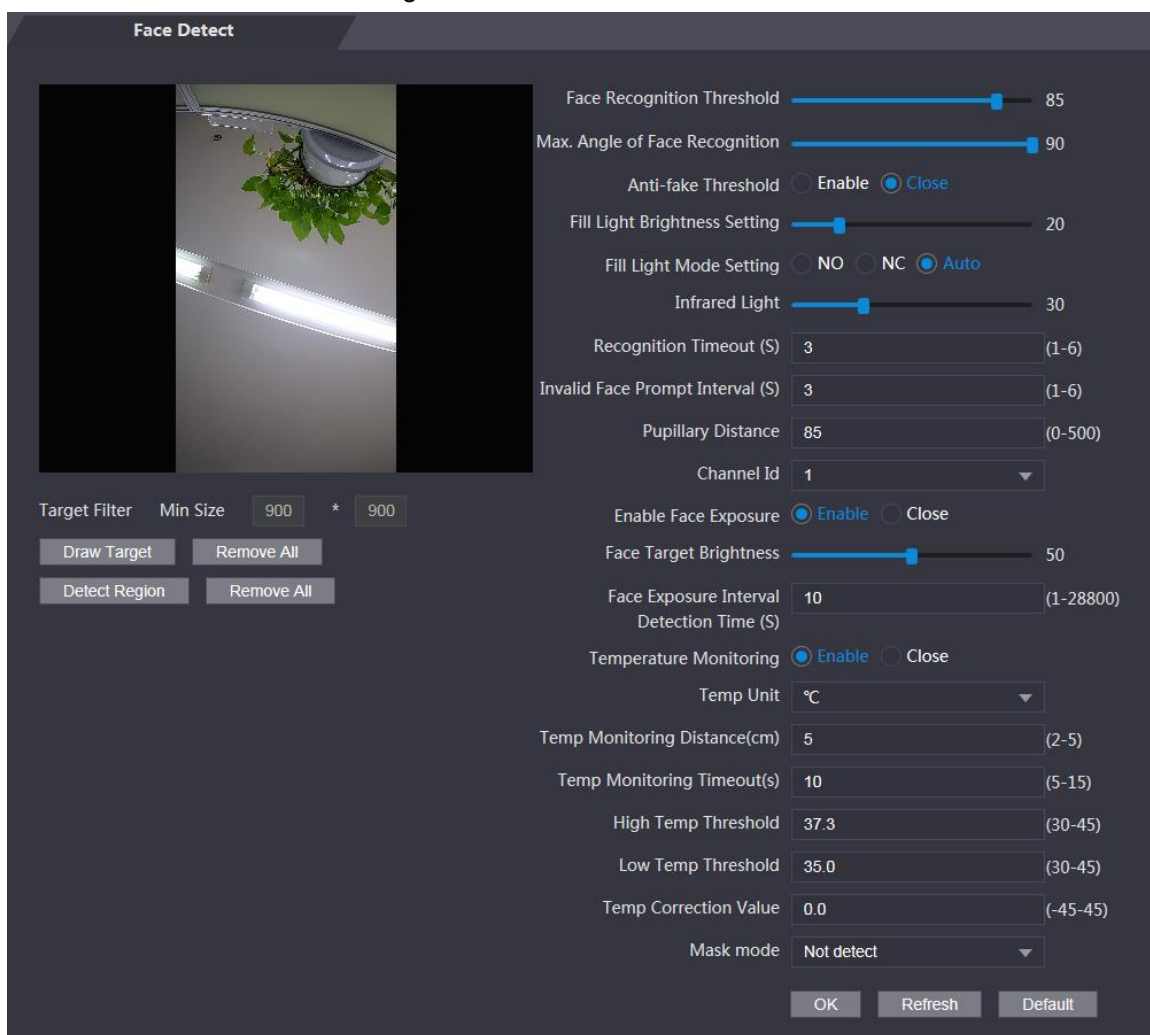 Face Detect
Face Recognition Threshold 85
Max. Angle of Face Recognition 90
Anti-fake Threshold Enable Close
Fill Light Brightness Setting 20
Fill Light Mode Setting NO NC Auto
Infrared Light 30
Recognition Timeout (S) 3 (1-6)
Invalid Face Prompt Interval (S) 3 (1-6)
Pupillary Distance 85 (0-500)
Channel Id 1
Target Filter Min Size 900 * 900
Draw Target Remove All
Detect Region Remove All
Enable Face Exposure Enable Close
Face Target Brightness 50
Face Exposure Interval 10 (1-28800)
Detection Time (S)
Temperature Monitoring Enable Close
Temp Unit ℃
Temp Monitoring Distance(cm) 5 (2-5)
Temp Monitoring Timeout(s) 10 (5-15)
High Temp Threshold 37.3 (30-45)
Low Temp Threshold 35.0 (30-45)
Temp Correction Value 0.0 (-45-45)
Mask mode Not detect
OK Refresh Default